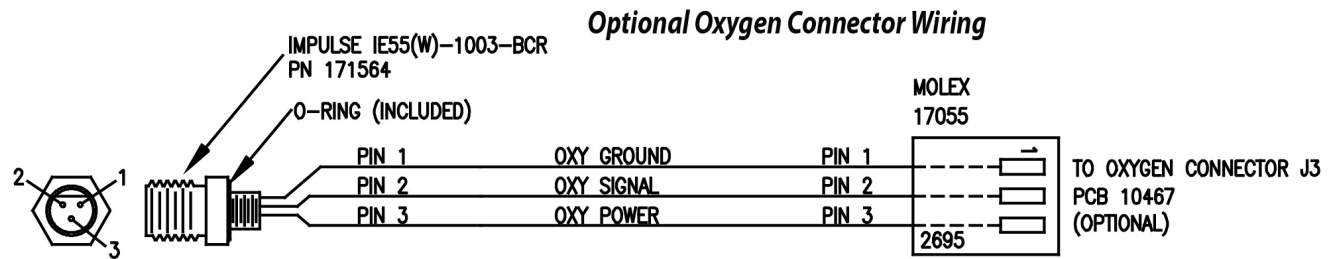 Optional Oxygen Connector Wiring
IMPULSE IE55(W)-1003-BCR
PN 171564
O-RING (INCLUDED)
MOLEX
17055
PIN 1 OXY GROUND PIN 1
PIN 2 OXY SIGNAL PIN 2
PIN 3 OXY POWER PIN 3
1
2695
TO OXYGEN CONNECTOR J3
PCB 10467
(OPTIONAL)
2 1
3